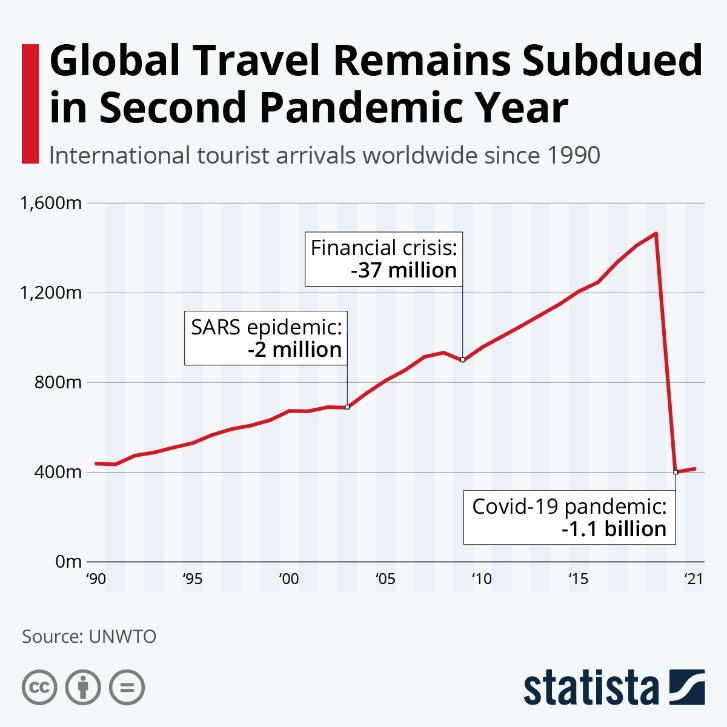 Global Travel Remains Subdued
in Second Pandemic Year
International tourist arrivals worldwide since 1990
1,600m
1,200m
800m
400m
0m
Financial crisis:
-37 million
SARS epidemic:
-2 million
Covid-19 pandemic:
-1.1 billion
‘90 ‘95 ‘00 ‘05 ‘10 ‘15 ‘21
Source: UNWTO
cc
statista